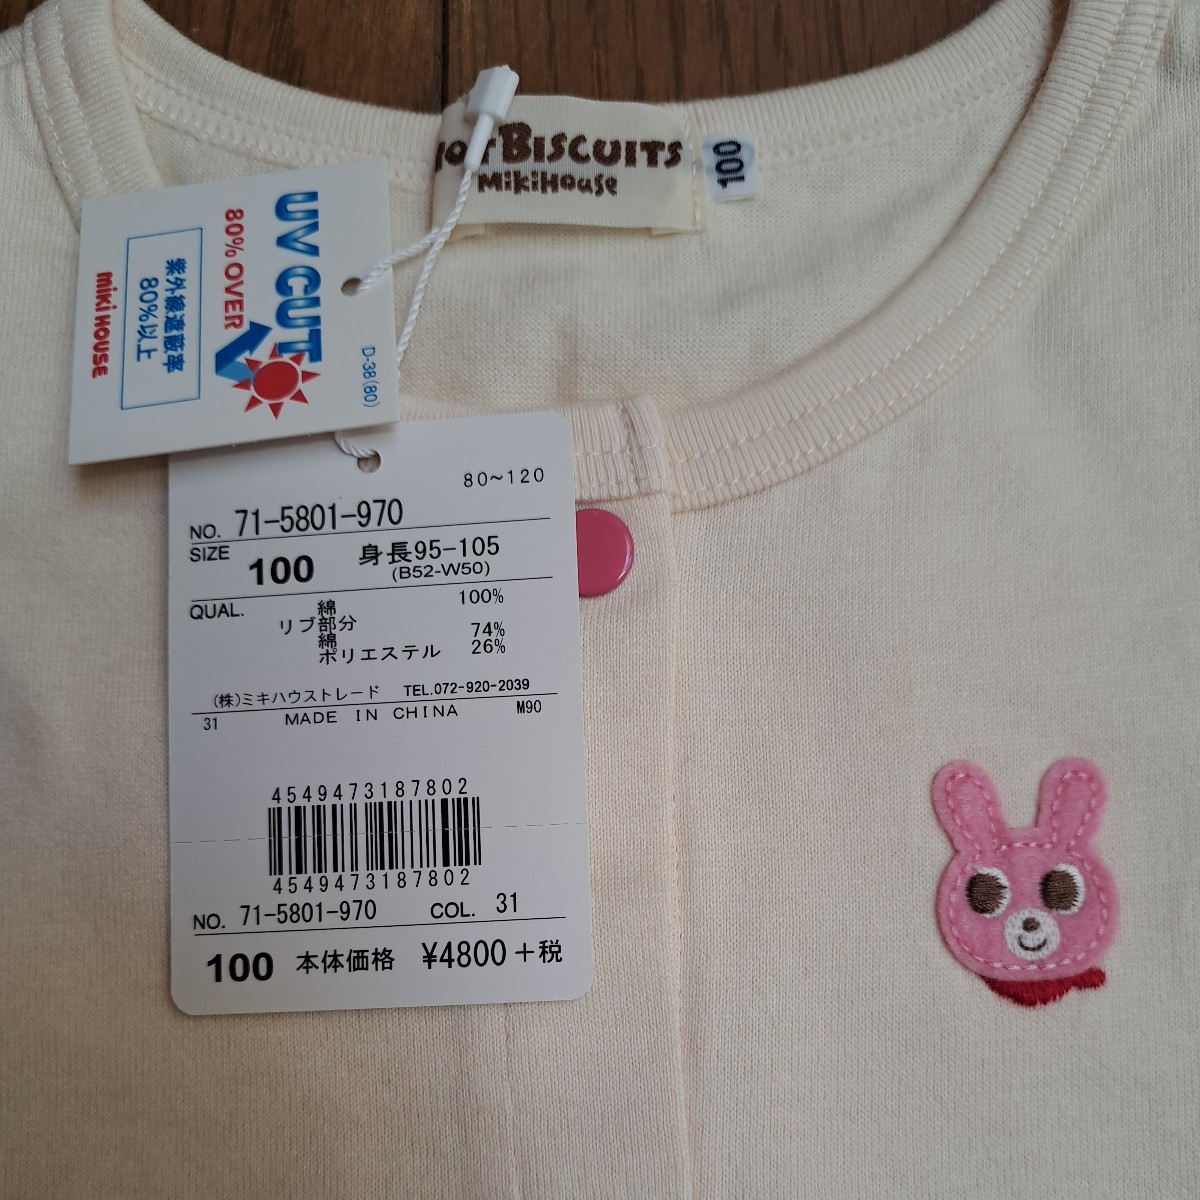 HOT BISCUITS
MiKiHOUSE
100
UV CUT
80% OVER
紫外線遮蔽率
80%以上
miki HOUSE
D-38(80)
80~120
NO. 71-5801-970
SIZE 100 身長95-105
(B52-W50)
QUAL. 綿 100%
リブ部分
綿 74%
ポリエステル 26%
(株)ミキハウストレード TEL.072-920-2039
31 MADE IN CHINA M90
4549473187802
4549473187802
NO. 71-5801-970 COL. 31
100 本体価格 ¥4800+税